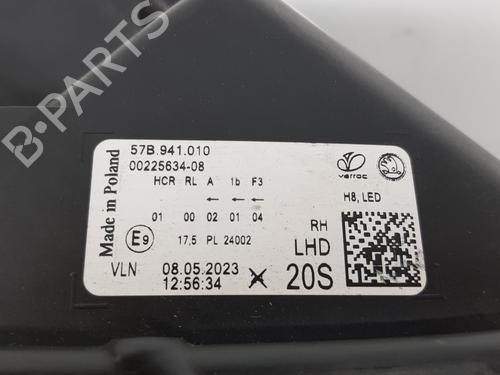 B-PARTS
Made in Poland
57B.941.010
00225634-08
HCR RL A 1b F3
← ← ←
01 00 02 01 04
E9 17,5 PL 24002
VLN 08.05.2023
12:56:34
varroc
H8, LED
RH
LHD
20S